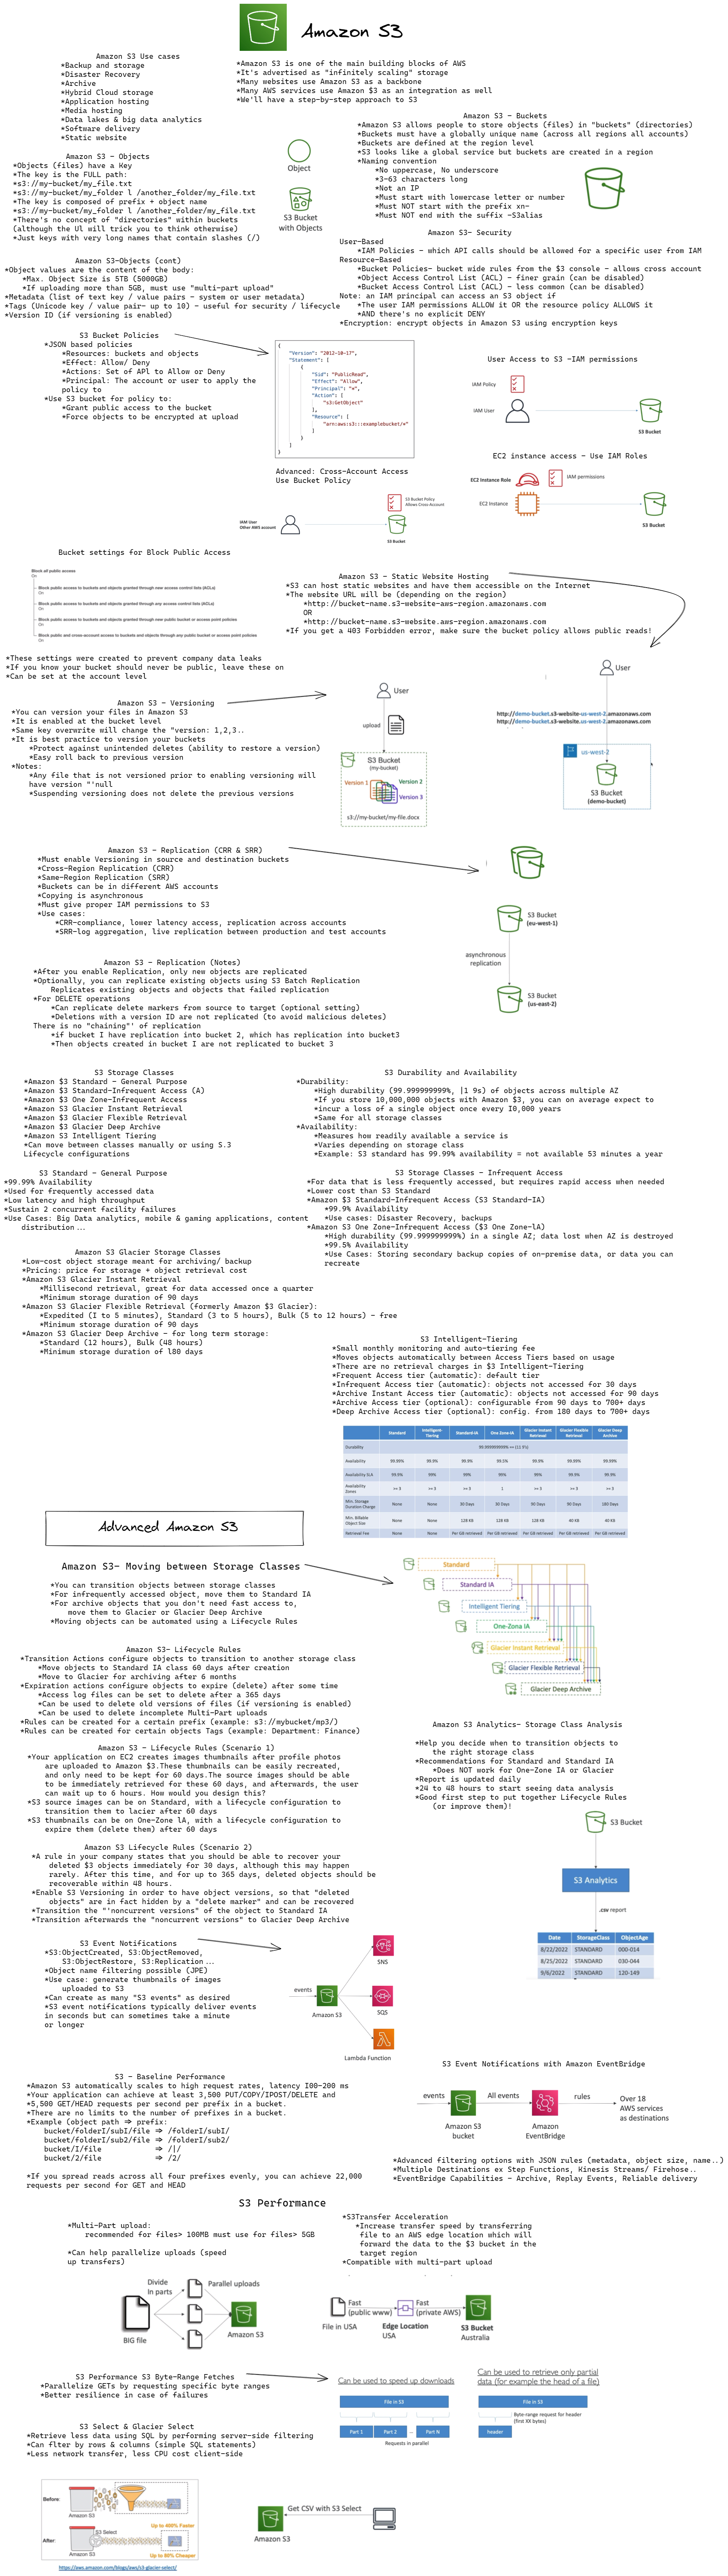 Amazon S3
*Amazon S3 is one of the main building blocks of AWS
*It's advertised as "infinitely scaling" storage
*Many websites use Amazon S3 as a backbone
*Many AWS services use Amazon $3 as an integration as well
*We'll have a step-by-step approach to S3
Amazon S3 Use cases
*Backup and storage
*Disaster Recovery
*Archive
*Hybrid Cloud storage
*Application hosting
*Media hosting
*Data lakes & big data analytics
*Software delivery
*Static website
Amazon S3 - Buckets
*Amazon S3 allows people to store objects (files) in "buckets" (directories)
*Buckets must have a globally unique name (across all regions all accounts)
*Buckets are defined at the region level
*S3 looks like a global service but buckets are created in a region
*Naming convention
*No uppercase, No underscore
*3-63 characters long
*Not an IP
*Must start with lowercase letter or number
*Must NOT start with the prefix xn-
*Must NOT end with the suffix -S3alias
Amazon S3 - Objects
*Objects (files) have a Key
*The key is the FULL path:
*s3://my-bucket/my_file.txt
*s3://my-bucket/my_folder l /another_folder/my_file.txt
*The key is composed of prefix + object name
*s3://my-bucket/my_folder l /another_folder/my_file.txt
*There's no concept of "directories" within buckets
(although the Ul will trick you to think otherwise)
*Just keys with very long names that contain slashes (/)
Object
S3 Bucket
with Objects
Amazon S3- Security
User-Based
*IAM Policies - which API calls should be allowed for a specific user from IAM
Resource-Based
*Bucket Policies- bucket wide rules from the $3 console - allows cross account
*Object Access Control List (ACL) - finer grain (can be disabled)
*Bucket Access Control List (ACL) - less common (can be disabled)
Note: an IAM principal can access an S3 object if
*The user IAM permissions ALLOW it OR the resource policy ALLOWS it
*AND there's no explicit DENY
*Encryption: encrypt objects in Amazon S3 using encryption keys
Amazon S3-Objects (cont)
*Object values are the content of the body:
*Max. Object Size is 5TB (5000GB)
*If uploading more than 5GB, must use "multi-part upload"
*Metadata (list of text key / value pairs - system or user metadata)
*Tags (Unicode key / value pair- up to 10) - useful for security / lifecycle
*Version ID (if versioning is enabled)
S3 Bucket Policies
*JSON based policies
*Resources: buckets and objects
*Effect: Allow/ Deny
*Actions: Set of APl to Allow or Deny
*Principal: The account or user to apply the
policy to
*Use S3 bucket for policy to:
*Grant public access to the bucket
*Force objects to be encrypted at upload
{
"Version": "2012-10-17",
"Statement": [
{
"Sid": "PublicRead",
"Effect": "Allow",
"Principal": "*",
"Action": [
"s3:GetObject"
],
"Resource": [
"arn:aws:s3:::examplebucket/*"
]
}
]
}
User Access to S3 -IAM permissions
IAM Policy
IAM User
S3 Bucket
EC2 instance access - Use IAM Roles
EC2 Instance Role
IAM permissions
EC2 Instance
S3 Bucket
Advanced: Cross-Account Access
Use Bucket Policy
S3 Bucket Policy
Allows Cross-Account
IAM User
Other AWS account
S3 Bucket
Bucket settings for Block Public Access
Block all public access
On
Block public access to buckets and objects granted through new access control lists (ACLs)
On
Block public access to buckets and objects granted through any access control lists (ACLs)
On
Block public access to buckets and objects granted through new public bucket or access point policies
On
Block public and cross-account access to buckets and objects through any public bucket or access point policies
On
*These settings were created to prevent company data leaks
*If you know your bucket should never be public, leave these on
*Can be set at the account level
Amazon S3 - Static Website Hosting
*S3 can host static websites and have them accessible on the Internet
*The website URL will be (depending on the region)
*http://bucket-name.s3-website-aws-region.amazonaws.com
OR
*http://bucket-name.s3-website.aws-region.amazonaws.com
*If you get a 403 Forbidden error, make sure the bucket policy allows public reads!
User
http://demo-bucket.s3-website-us-west-2.amazonaws.com
http://demo-bucket.s3-website.us-west-2.amazonaws.com
us-west-2
S3 Bucket
(demo-bucket)
Amazon S3 - Versioning
*You can version your files in Amazon S3
*It is enabled at the bucket level
*Same key overwrite will change the "version: 1,2,3..
*It is best practice to version your buckets
*Protect against unintended deletes (ability to restore a version)
*Easy roll back to previous version
*Notes:
*Any file that is not versioned prior to enabling versioning will
have version "'null
*Suspending versioning does not delete the previous versions
User
upload
S3 Bucket
(my-bucket)
Version 1
Version 2
Version 3
s3://my-bucket/my-file.docx
Amazon S3 - Replication (CRR & SRR)
*Must enable Versioning in source and destination buckets
*Cross-Region Replication (CRR)
*Same-Region Replication (SRR)
*Buckets can be in different AWS accounts
*Copying is asynchronous
*Must give proper IAM permissions to S3
*Use cases:
*CRR-compliance, lower latency access, replication across accounts
*SRR-log aggregation, live replication between production and test accounts
S3 Bucket
(eu-west-1)
asynchronous
replication
S3 Bucket
(us-east-2)
Amazon S3 - Replication (Notes)
*After you enable Replication, only new objects are replicated
*Optionally, you can replicate existing objects using S3 Batch Replication
Replicates existing objects and objects that failed replication
*For DELETE operations
*Can replicate delete markers from source to target (optional setting)
*Deletions with a version ID are not replicated (to avoid malicious deletes)
There is no "chaining"' of replication
*if bucket I have replication into bucket 2, which has replication into bucket3
*Then objects created in bucket I are not replicated to bucket 3
S3 Storage Classes
*Amazon $3 Standard - General Purpose
*Amazon $3 Standard-Infrequent Access (A)
*Amazon $3 One Zone-Infrequent Access
*Amazon S3 Glacier Instant Retrieval
*Amazon $3 Glacier Flexible Retrieval
*Amazon $3 Glacier Deep Archive
*Amazon $3 Intelligent Tiering
*Can move between classes manually or using S.3
Lifecycle configurations
S3 Durability and Availability
*Durability:
*High durability (99.999999999%, |1 9s) of objects across multiple AZ
*If you store 10,000,000 objects with Amazon $3, you can on average expect to
*incur a loss of a single object once every I0,000 years
*Same for all storage classes
*Availability:
*Measures how readily available a service is
*Varies depending on storage class
*Example: S3 standard has 99.99% availability = not available 53 minutes a year
S3 Standard - General Purpose
*99.99% Availability
*Used for frequently accessed data
*Low latency and high throughput
*Sustain 2 concurrent facility failures
*Use Cases: Big Data analytics, mobile & gaming applications, content
distribution...
S3 Storage Classes - Infrequent Access
*For data that is less frequently accessed, but requires rapid access when needed
*Lower cost than S3 Standard
*Amazon $3 Standard-Infrequent Access (S3 Standard-IA)
*99.9% Availability
*Use cases: Disaster Recovery, backups
*Amazon S3 One Zone-Infrequent Access ($3 One Zone-lA)
*High durability (99.999999999%) in a single AZ; data lost when AZ is destroyed
*99.5% Availability
*Use Cases: Storing secondary backup copies of on-premise data, or data you can
recreate
Amazon S3 Glacier Storage Classes
*Low-cost object storage meant for archiving/ backup
*Pricing: price for storage + object retrieval cost
*Amazon S3 Glacier Instant Retrieval
*Millisecond retrieval, great for data accessed once a quarter
*Minimum storage duration of 90 days
*Amazon S3 Glacier Flexible Retrieval (formerly Amazon $3 Glacier):
*Expedited (I to 5 minutes), Standard (3 to 5 hours), Bulk (5 to 12 hours) - free
*Minimum storage duration of 90 days
*Amazon S3 Glacier Deep Archive - for long term storage:
*Standard (12 hours), Bulk (48 hours)
*Minimum storage duration of l80 days
S3 Intelligent-Tiering
*Small monthly monitoring and auto-tiering fee
*Moves objects automatically between Access Tiers based on usage
*There are no retrieval charges in $3 Intelligent-Tiering
*Frequent Access tier (automatic): default tier
*Infrequent Access tier (automatic): objects not accessed for 30 days
*Archive Instant Access tier (automatic): objects not accessed for 90 days
*Archive Access tier (optional): configurable from 90 days to 700+ days
*Deep Archive Access tier (optional): config. from 180 days to 700+ days
Standard Intelligent-Tiering Standard-IA One Zone-IA Glacier Instant Retrieval Glacier Flexible Retrieval Glacier Deep Archive
Durability 99.999999999% == (11 9's)
Availability 99.99% 99.9% 99.9% 99.5% 99.9% 99.99% 99.99%
Availability SLA 99.9% 99% 99% 99% 99% 99.9% 99.9%
Availability Zones >= 3 >= 3 >= 3 1 >= 3 >= 3 >= 3
Min. Storage Duration Charge None None 30 Days 30 Days 90 Days 90 Days 180 Days
Min. Billable Object Size None None 128 KB 128 KB 128 KB 40 KB 40 KB
Retrieval Fee None None Per GB retrieved Per GB retrieved Per GB retrieved Per GB retrieved Per GB retrieved
Advanced Amazon S3
Amazon S3- Moving between Storage Classes
*You can transition objects between storage classes
*For infrequently accessed object, move them to Standard IA
*For archive objects that you don't need fast access to,
move them to Glacier or Glacier Deep Archive
*Moving objects can be automated using a Lifecycle Rules
Standard
Standard IA
Intelligent Tiering
One-Zona IA
Glacier Instant Retrieval
Glacier Flexible Retrieval
Glacier Deep Archive
Amazon S3- Lifecycle Rules
*Transition Actions configure objects to transition to another storage class
*Move objects to Standard IA class 60 days after creation
*Move to Glacier for archiving after 6 months
*Expiration actions configure objects to expire (delete) after some time
*Access log files can be set to delete after a 365 days
*Can be used to delete old versions of files (if versioning is enabled)
*Can be used to delete incomplete Multi-Part uploads
*Rules can be created for a certain prefix (example: s3://mybucket/mp3/)
*Rules can be created for certain objects Tags (example: Department: Finance)
Amazon S3 Analytics- Storage Class Analysis
*Help you decide when to transition objects to
the right storage class
*Recommendations for Standard and Standard IA
*Does NOT work for One-Zone IA or Glacier
*Report is updated daily
*24 to 48 hours to start seeing data analysis
*Good first step to put together Lifecycle Rules
(or improve them)!
S3 Bucket
S3 Analytics
.csv report
Date StorageClass ObjectAge
8/22/2022 STANDARD 000-014
8/25/2022 STANDARD 030-044
9/6/2022 STANDARD 120-149
Amazon S3 - Lifecycle Rules (Scenario 1)
*Your application on EC2 creates images thumbnails after profile photos
are uploaded to Amazon S3.These thumbnails can be easily recreated,
and only need to be kept for 60 days.The source images should be able
to be immediately retrieved for these 60 days, and afterwards, the user
can wait up to 6 hours. How would you design this?
*S3 source images can be on Standard, with a lifecycle configuration to
transition them to lacier after 60 days
*S3 thumbnails can be on One-Zone lA, with a lifecycle configuration to
expire them (delete them) after 60 days
Amazon S3 Lifecycle Rules (Scenario 2)
*A rule in your company states that you should be able to recover your
deleted $3 objects immediately for 30 days, although this may happen
rarely. After this time, and for up to 365 days, deleted objects should be
recoverable within 48 hours.
*Enable S3 Versioning in order to have object versions, so that "deleted
objects" are in fact hidden by a "delete marker" and can be recovered
*Transition the "'noncurrent versions" of the object to Standard IA
*Transition afterwards the "noncurrent versions" to Glacier Deep Archive
S3 Event Notifications
*S3:ObjectCreated, S3:ObjectRemoved,
S3:ObjectRestore, S3:Replication...
*Object name filtering possible (JPE)
*Use case: generate thumbnails of images
uploaded to S3
*Can create as many "S3 events" as desired
*S3 event notifications typically deliver events
in seconds but can sometimes take a minute
or longer
events
Amazon S3
SNS
SQS
Lambda Function
S3 - Baseline Performance
*Amazon S3 automatically scales to high request rates, latency I00-200 ms
*Your application can achieve at least 3,500 PUT/COPY/IPOST/DELETE and
*5,500 GET/HEAD requests per second per prefix in a bucket.
*There are no limits to the number of prefixes in a bucket.
*Example (object path => prefix:
bucket/folderI/subI/file => /folderI/subI/
bucket/folderI/sub2/file => /folderI/sub2/
bucket/I/file => /|/
bucket/2/file => /2/
*If you spread reads across all four prefixes evenly, you can achieve 22,000
requests per second for GET and HEAD
S3 Event Notifications with Amazon EventBridge
events
Amazon S3
bucket
All events
Amazon
EventBridge
rules
Over 18
AWS services
as destinations
*Advanced filtering options with JSON rules (metadata, object size, name..)
*Multiple Destinations ex Step Functions, Kinesis Streams/ Firehose..
*EventBridge Capabilities - Archive, Replay Events, Reliable delivery
S3 Performance
*Multi-Part upload:
recommended for files> 100MB must use for files> 5GB
*Can help parallelize uploads (speed
up transfers)
*S3Transfer Acceleration
*Increase transfer speed by transferring
file to an AWS edge location which will
forward the data to the $3 bucket in the
target region
*Compatible with multi-part upload
BIG file
Divide
In parts
Parallel uploads
Amazon S3
File in USA
Fast
(public www)
Edge Location
USA
Fast
(private AWS)
S3 Bucket
Australia
S3 Performance S3 Byte-Range Fetches
*Parallelize GETs by requesting specific byte ranges
*Better resilience in case of failures
Can be used to speed up downloads
File in S3
Part 1
Part 2
...
Part N
Requests in parallel
Can be used to retrieve only partial
data (for example the head of a file)
File in S3
Byte-range request for header
(first XX bytes)
header
S3 Select & Glacier Select
*Retrieve less data using SQL by performing server-side filtering
*Can flter by rows & columns (simple SQL statements)
*Less network transfer, less CPU cost client-side
Before:
Amazon S3
Up to 400% Faster
After:
S3 Select
Amazon S3
Up to 80% Cheaper
https://aws.amazon.com/blogs/aws/s3-glacier-select/
Get CSV with S3 Select
Amazon S3